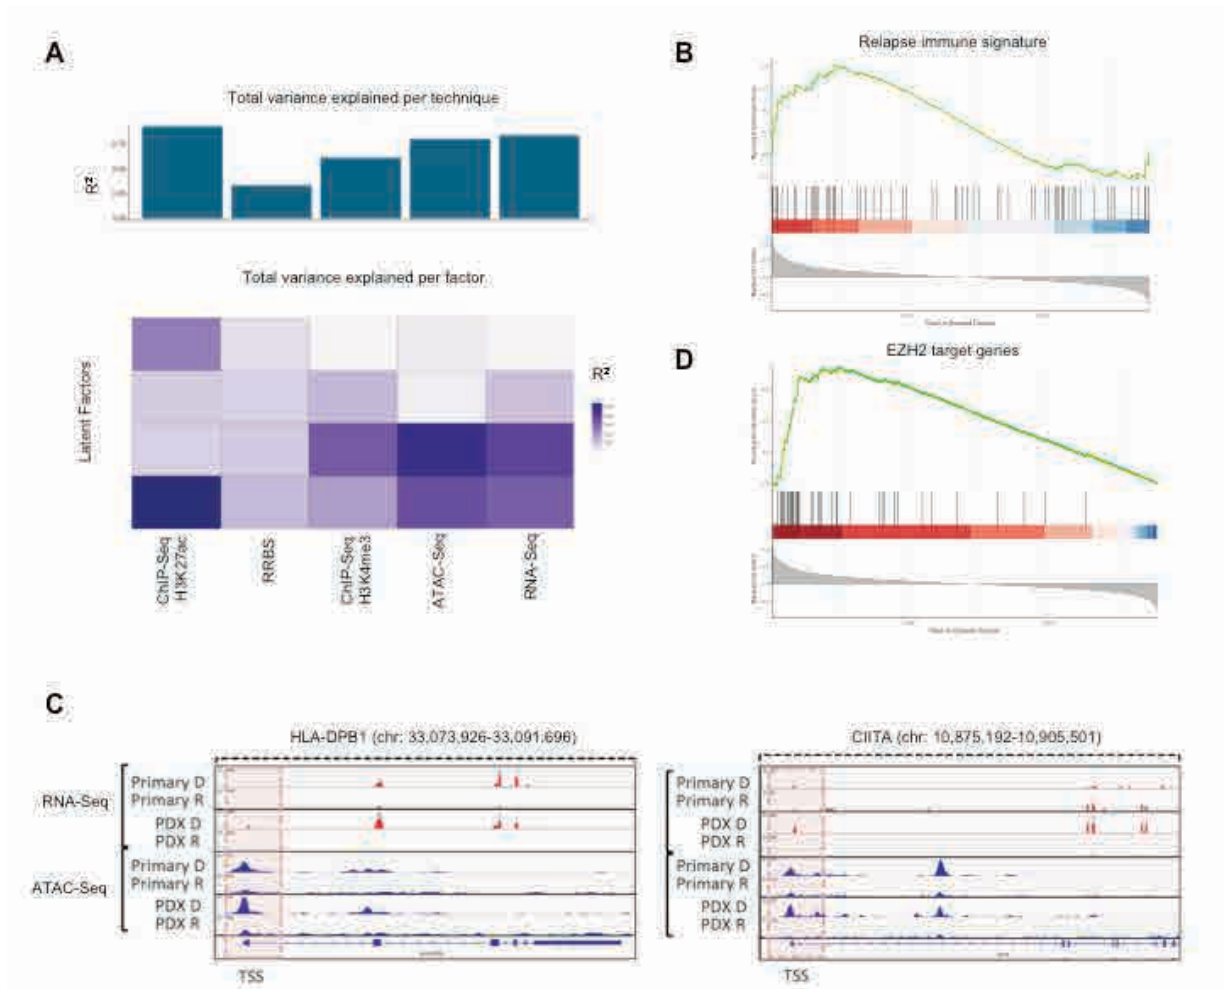 A
Total variance explained per technique
R²
Total variance explained per factor
Latent Factors
R²
ChIP-Seq
H3K27ac
RRBS
ChIP-Seq
H3K4me3
ATAC-Seq
RNA-Seq
B
Relapse immune signature
D
EZH2 target genes
C
HLA-DPB1 (chr: 33,073,926-33,091,696)
RNA-Seq
Primary D
Primary R
PDX D
PDX R
ATAC-Seq
Primary D
Primary R
PDX D
PDX R
TSS
CIITA (chr: 10,875,192-10,905,501)
Primary D
Primary R
PDX D
PDX R
Primary D
Primary R
PDX D
PDX R
TSS